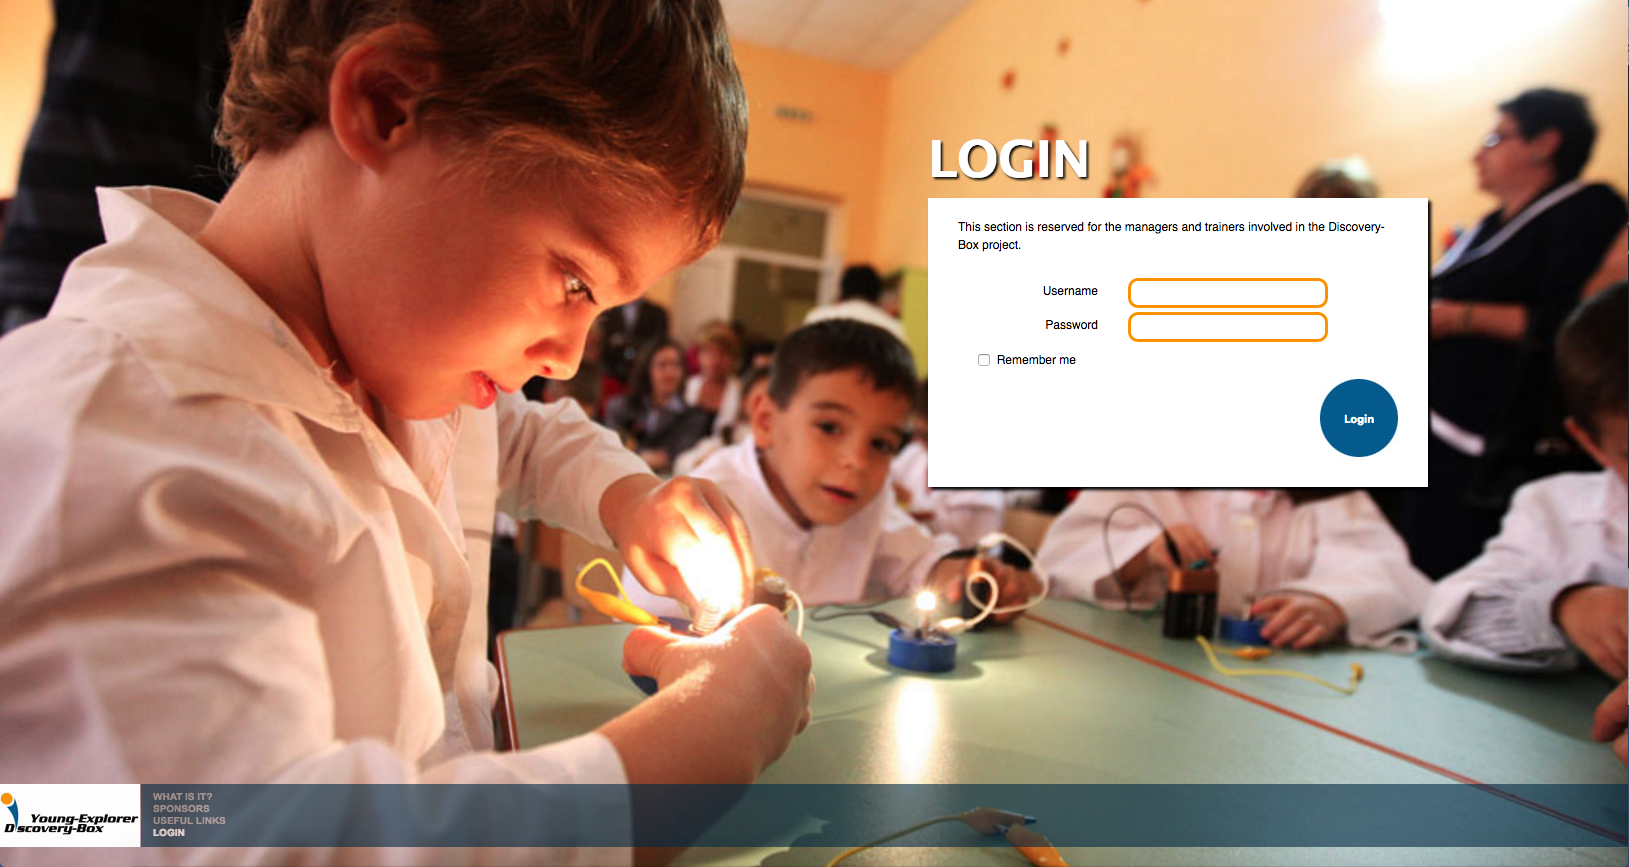 LOGIN
This section is reserved for the managers and trainers involved in the Discovery-
Box project.
Username
Password
Remember me
Login
Young-Explorer
Discovery-Box
WHAT IS IT?
SPONSORS
USEFUL LINKS
LOGIN